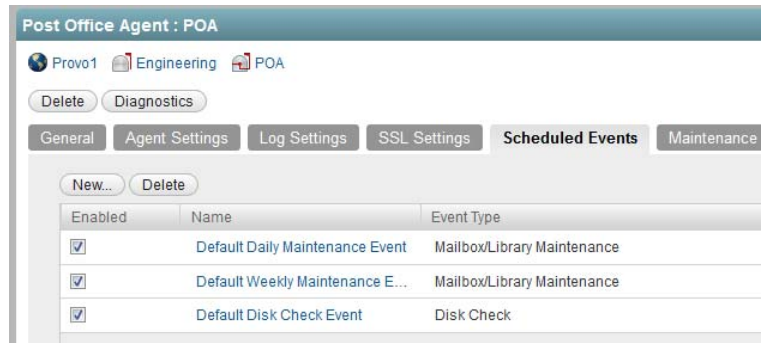 Post Office Agent : POA
Provo1 Engineering POA
Delete Diagnostics
General Agent Settings Log Settings SSL Settings Scheduled Events Maintenance
New... Delete
Enabled Name Event Type
Default Daily Maintenance Event Mailbox/Library Maintenance
Default Weekly Maintenance E... Mailbox/Library Maintenance
Default Disk Check Event Disk Check